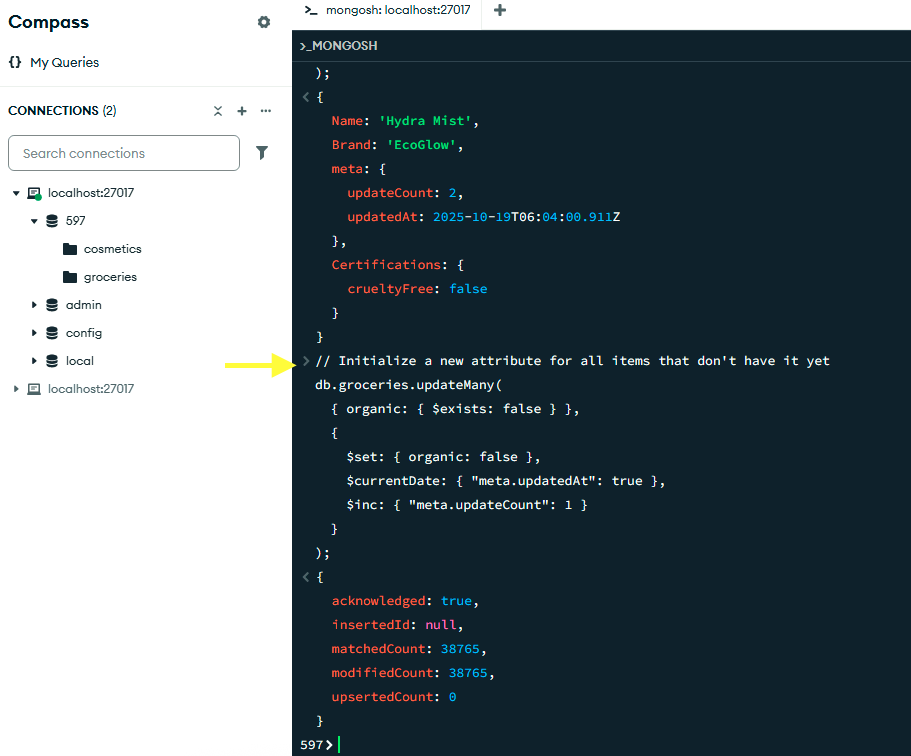 Compass
{} My Queries
CONNECTIONS (2)
Search connections
localhost:27017
597
cosmetics
groceries
admin
config
local
localhost:27017
>_ mongosh: localhost:27017
>_MONGOSH
);
< {
Name: 'Hydra Mist',
Brand: 'EcoGlow',
meta: {
updateCount: 2,
updatedAt: 2025-10-19T06:04:00.911Z
},
Certifications: {
crueltyFree: false
}
}
> // Initialize a new attribute for all items that don't have it yet
db.groceries.updateMany(
{ organic: { $exists: false } },
{
$set: { organic: false },
$currentDate: { "meta.updatedAt": true },
$inc: { "meta.updateCount": 1 }
}
);
< {
acknowledged: true,
insertedId: null,
matchedCount: 38765,
modifiedCount: 38765,
upsertedCount: 0
}
597>